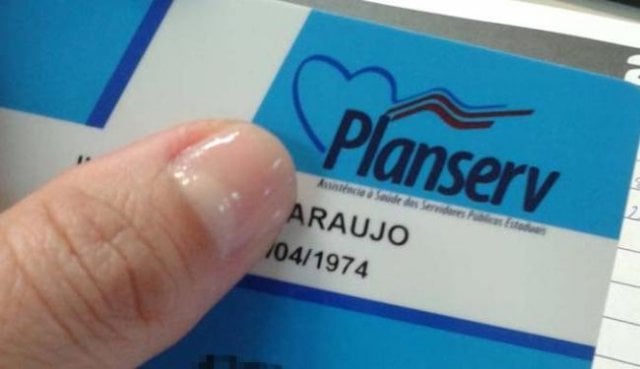 Planserv
Assistência à Saúde dos Servidores Públicos Estaduais
ARAUJO
/04/1974